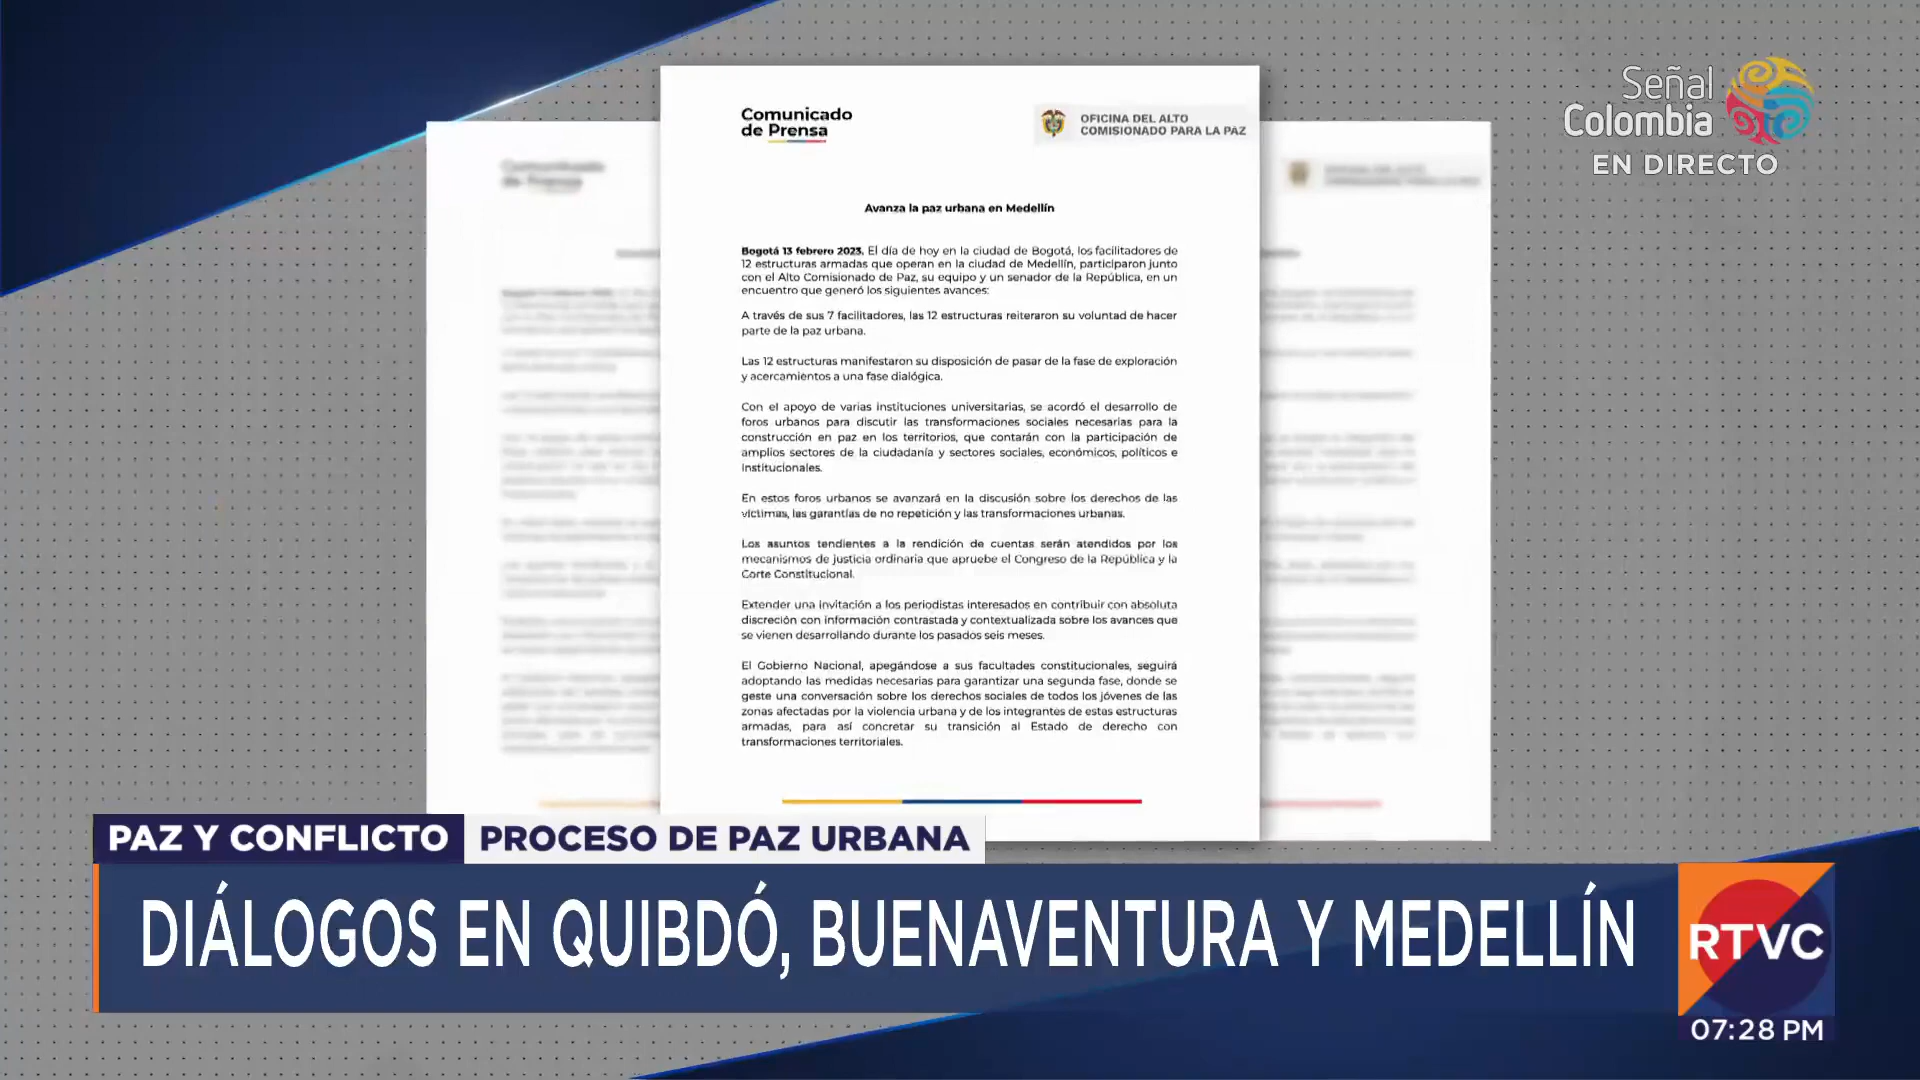 Señal
Colombia
EN DIRECTO
Comunicado
de Prensa
OFICINA DEL ALTO
COMISIONADO PARA LA PAZ
Avanza la paz urbana en Medellín
Bogotá 13 febrero 2023. El día de hoy en la ciudad de Bogotá, los facilitadores de
12 estructuras armadas que operan en la ciudad de Medellín, participaron junto
con el Alto Comisionado de Paz, su equipo y un senador de la República, en un
encuentro que generó los siguientes avances:
A través de sus 7 facilitadores, las 12 estructuras reiteraron su voluntad de hacer
parte de la paz urbana.
Las 12 estructuras manifestaron su disposición de pasar de la fase de exploración
y acercamientos a una fase dialógica.
Con el apoyo de varias instituciones universitarias, se acordó el desarrollo de
foros urbanos para discutir las transformaciones sociales necesarias para la
construcción en paz en los territorios, que contarán con la participación de
amplios sectores de la ciudadanía y sectores sociales, económicos, políticos e
Institucionales.
En estos foros urbanos se avanzará en la discusión sobre los derechos de las
víctimas, las garantías de no repetición y las transformaciones urbanas.
Los asuntos tendientes a la rendición de cuentas serán atendidos por los
mecanismos de justicia ordinaria que apruebe el Congreso de la República y la
Corte Constitucional.
Extender una invitación a los periodistas interesados en contribuir con absoluta
discreción con información contrastada y contextualizada sobre los avances que
se vienen desarrollando durante los pasados seis meses.
El Gobierno Nacional, apegándose a sus facultades constitucionales, seguirá
adoptando las medidas necesarias para garantizar una segunda fase, donde se
geste una conversación sobre los derechos sociales de todos los jóvenes de las
zonas afectadas por la violencia urbana y de los integrantes de estas estructuras
armadas, para así concretar su transición al Estado de derecho con
transformaciones territoriales.
PAZ Y CONFLICTO PROCESO DE PAZ URBANA
DIÁLOGOS EN QUIBDÓ, BUENAVENTURA Y MEDELLÍN
RTVC
07:28 PM